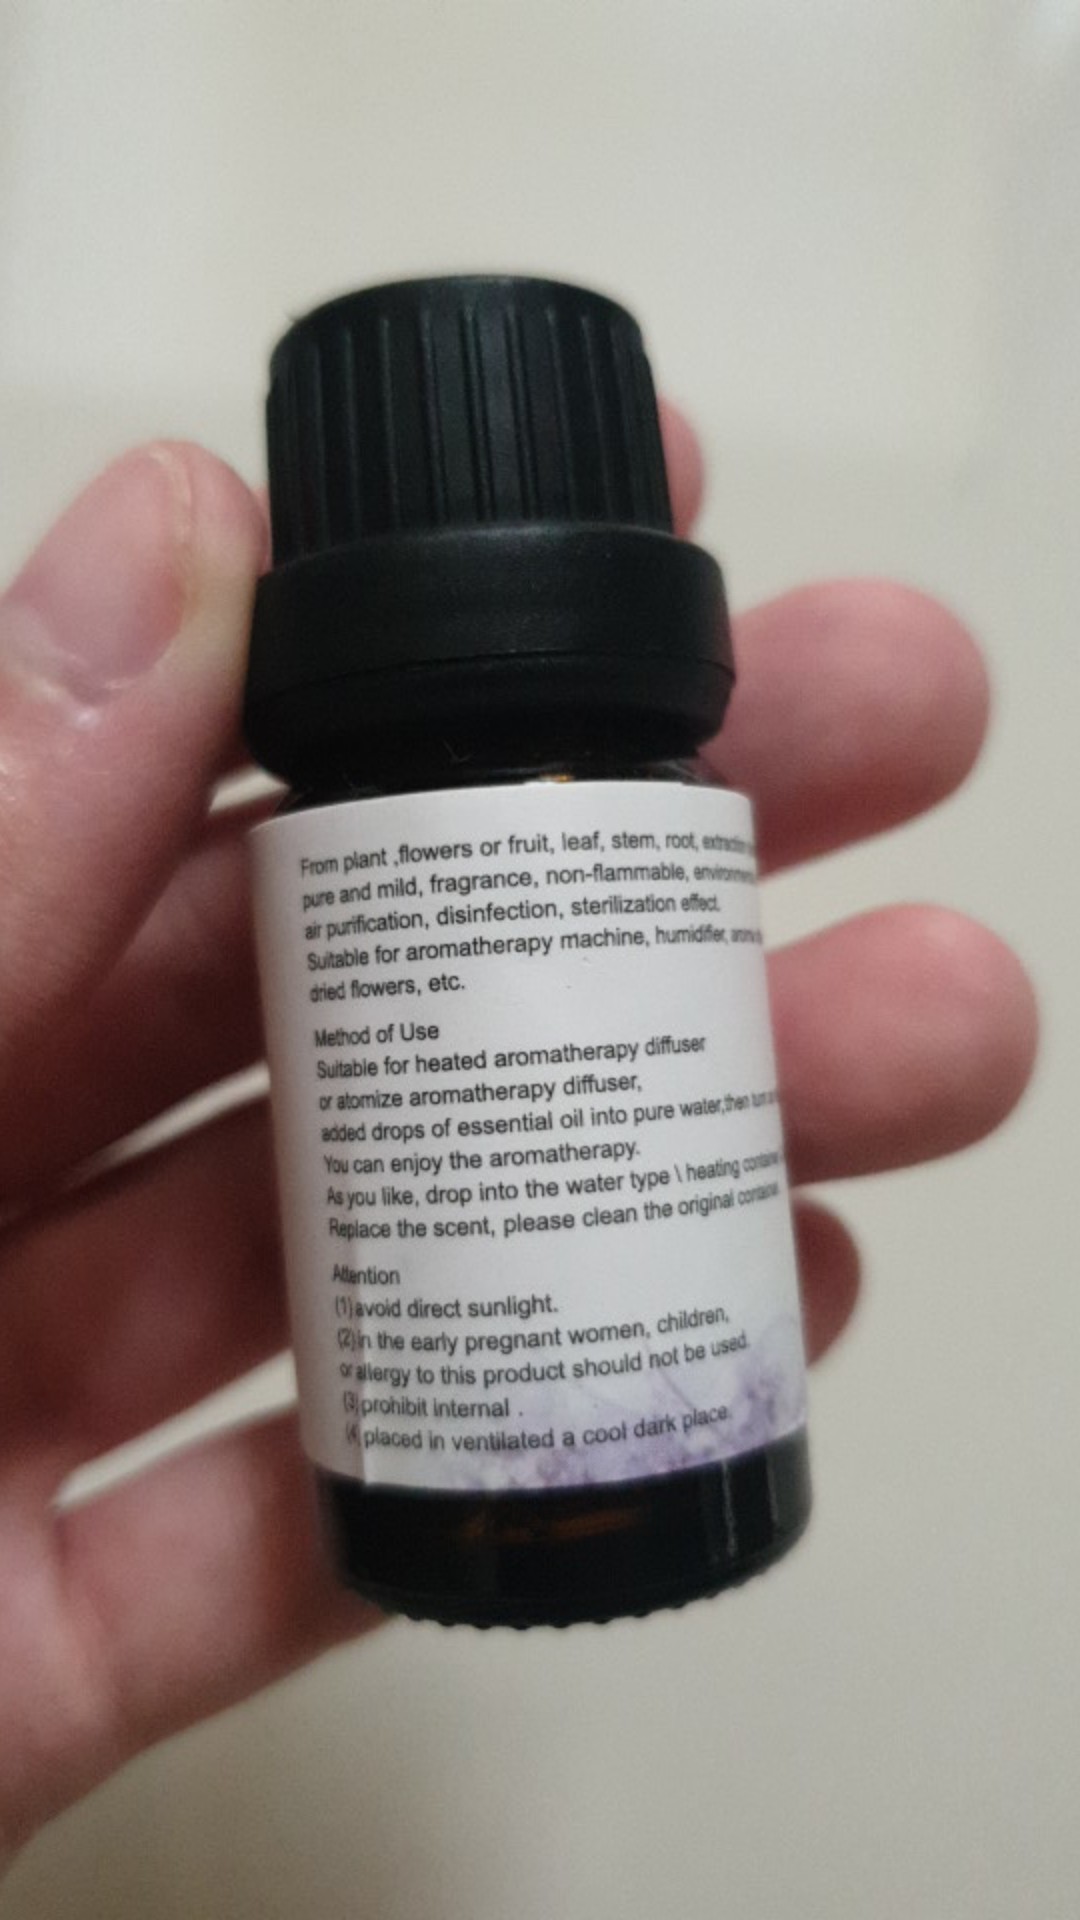 From plant ,flowers or fruit, leaf, stem, root, extraction
pure and mild, fragrance, non-flammable,
air purification, disinfection, sterilization effect.
Suitable for aromatherapy machine, humidifier,
dried flowers, etc.
Method of Use
Suitable for heated aromatherapy diffuser
or atomize aromatherapy diffuser,
added drops of essential oil into pure water,then
You can enjoy the aromatherapy.
As you like, drop into the water type \ heating
Replace the scent, please clean the original
Attention
(1)avoid direct sunlight.
(2)in the early pregnant women, children,
or allergy to this product should not be used.
(3)prohibit internal .
(4 placed in ventilated a cool dark place.